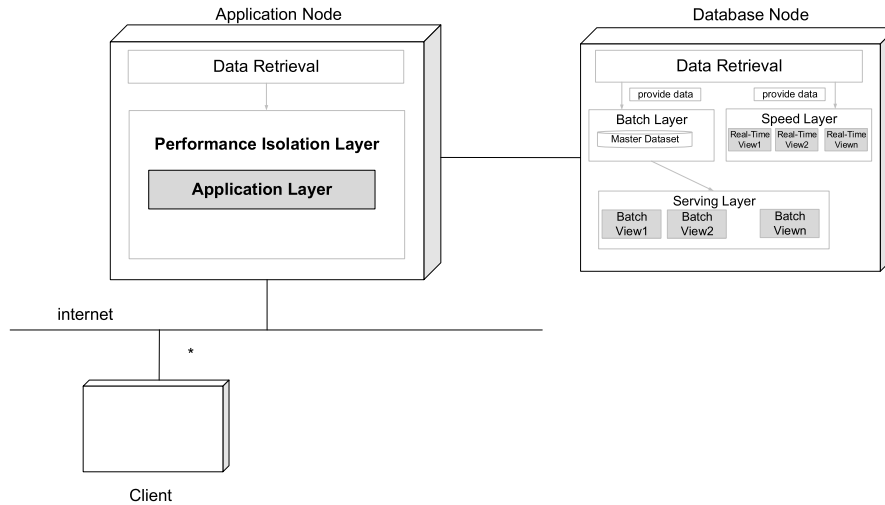 Application Node
Data Retrieval
Performance Isolation Layer
Application Layer
Database Node
Data Retrieval
provide data
provide data
Batch Layer
Master Dataset
Speed Layer
Real-Time
View1
Real-Time
View2
Real-Time
Viewn
Serving Layer
Batch
View1
Batch
View2
Batch
Viewn
internet
*
Client